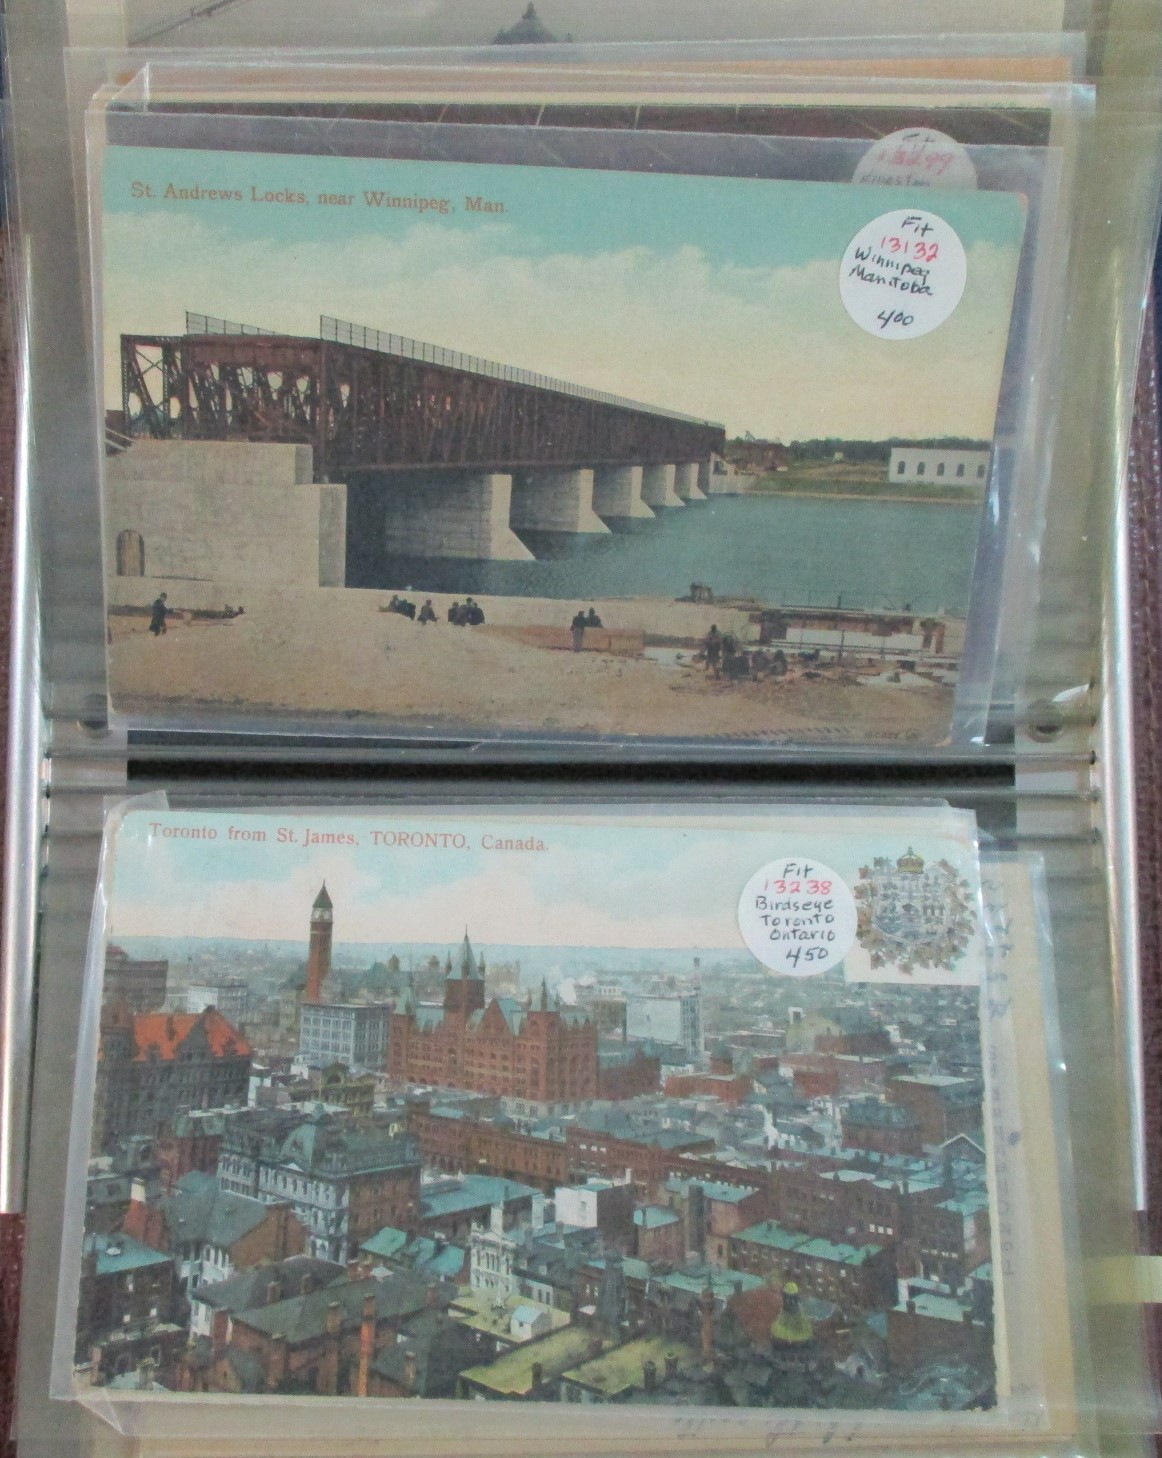 St. Andrews Locks, near Winnipeg, Man.
Fit
13132
Winnipeg
Manitoba
400
Toronto from St. James, TORONTO, Canada.
Fit
13238
Birdseye
Toronto
Ontario
450